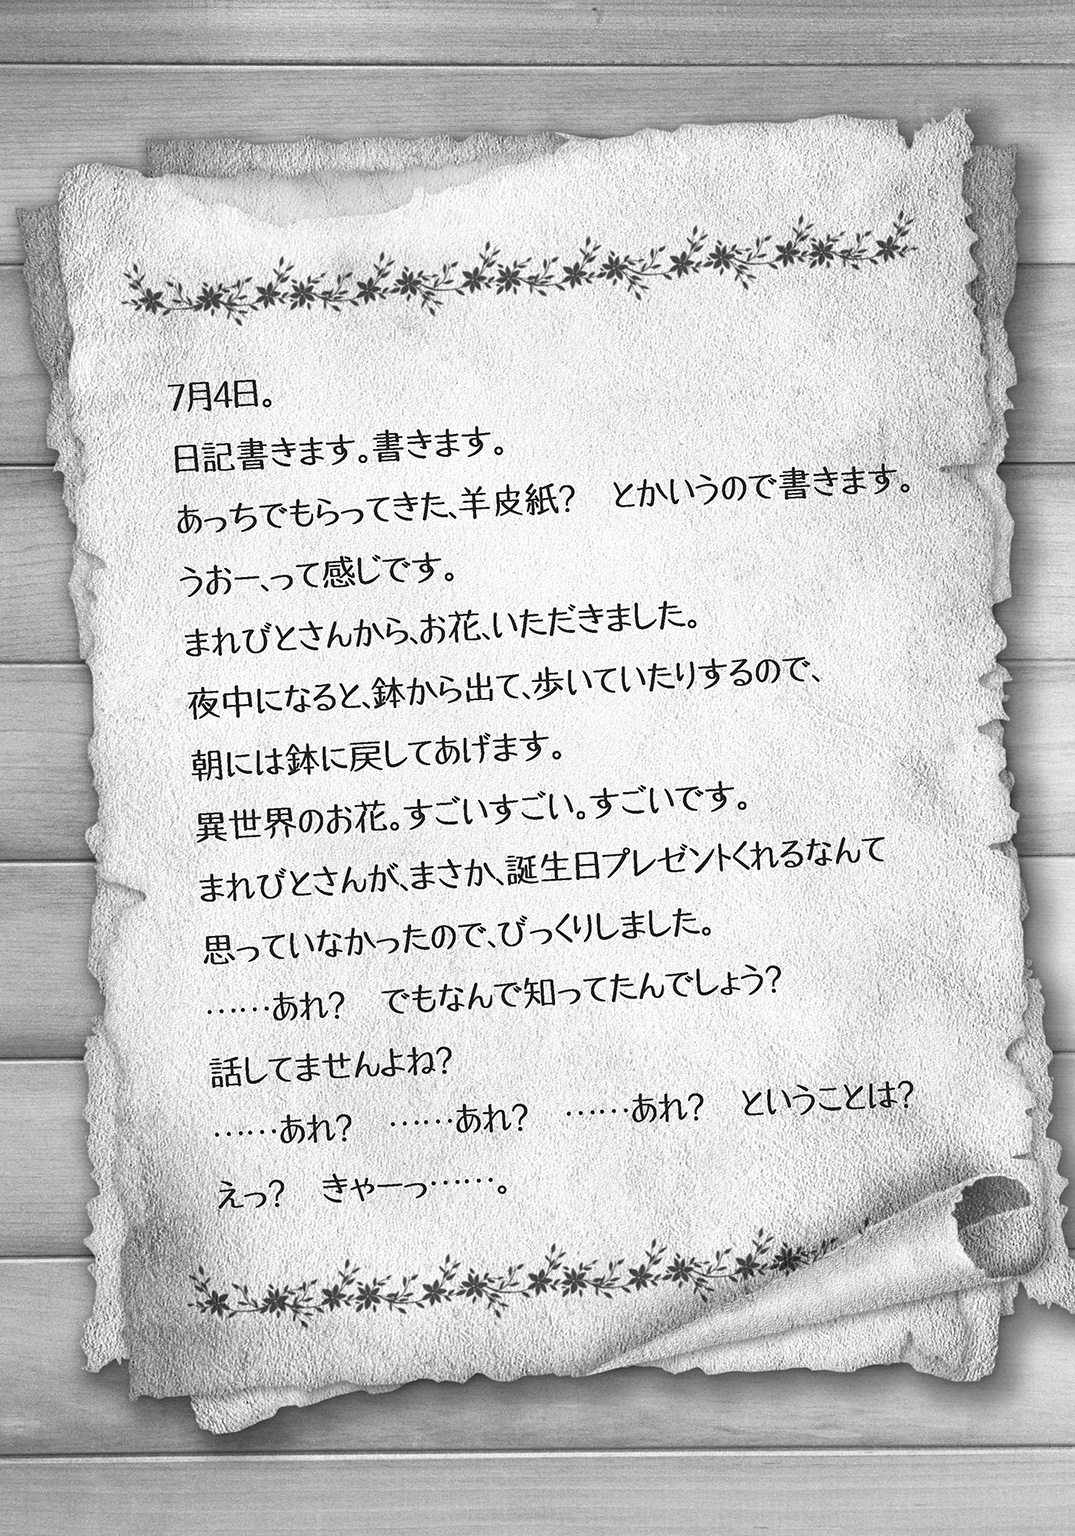 7月4日。
日記書きます。書きます。
あっちでもらってきた、羊皮紙?　とかいうので書きます。
うおー、って感じです。
まれびとさんから、お花、いただきました。
夜中になると、鉢から出て、歩いていたりするので、
朝には鉢に戻してあげます。
異世界のお花。すごいすごい。すごいです。
まれびとさんが、まさか、誕生日プレゼントくれるなんて
思っていなかったので、びっくりしました。
……あれ?　でもなんで知ってたんでしょう?
話してませんよね?
……あれ?　……あれ?　……あれ?　ということは?
えっ?　きゃーっ……。